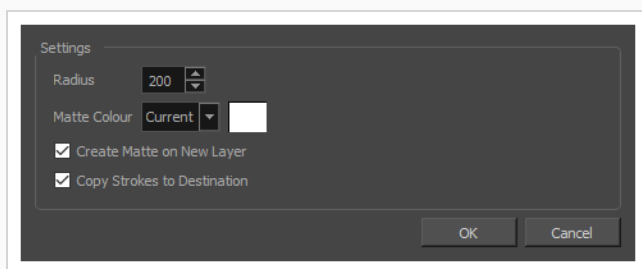 Settings
Radius 200
Matte Colour Current
Create Matte on New Layer
Copy Strokes to Destination
OK Cancel